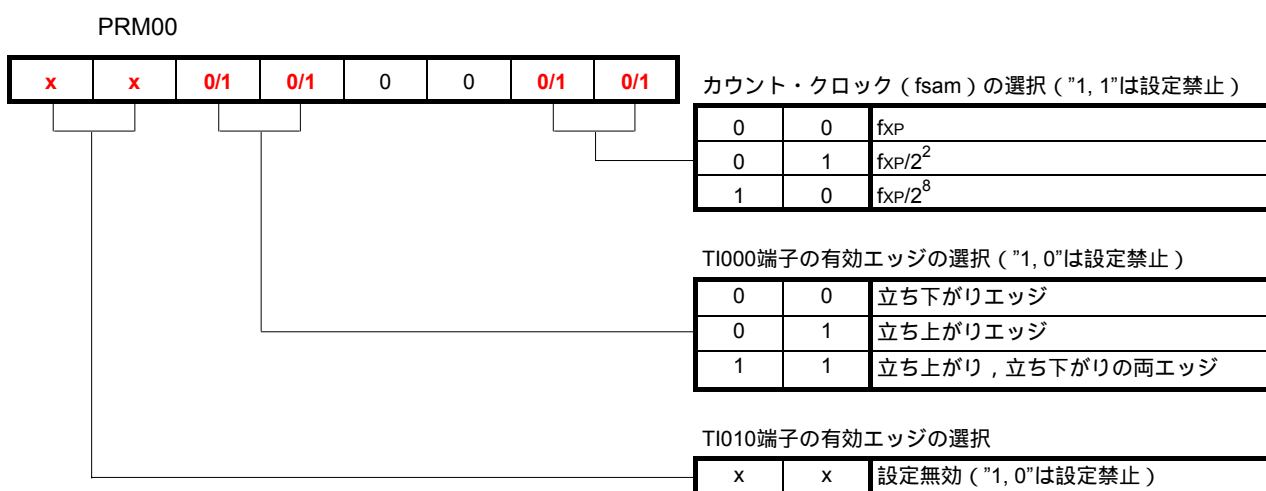 PRM00
x x 0/1 0/1 0 0 0/1 0/1
カウント・クロック（fsam）の選択（”1, 1”は設定禁止）
0 0 fXP
0 1 fXP/2²
1 0 fXP/2⁸
TI000端子の有効エッジの選択（”1, 0”は設定禁止）
0 0 立ち下がりエッジ
0 1 立ち上がりエッジ
1 1 立ち上がり，立ち下がりの両エッジ
TI010端子の有効エッジの選択
x x 設定無効（”1, 0”は設定禁止）